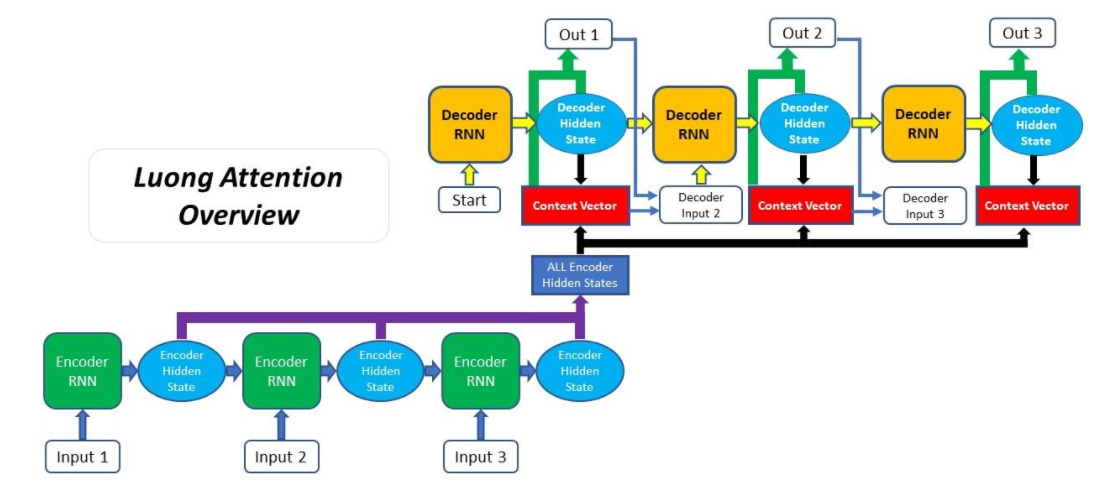 Out 1
Out 2
Out 3
Decoder
RNN
Decoder
Hidden
State
Decoder
RNN
Decoder
Hidden
State
Decoder
RNN
Decoder
Hidden
State
Luong Attention
Overview
Start
Context Vector
Decoder
Input 2
Context Vector
Decoder
Input 3
Context Vector
ALL Encoder
Hidden States
Encoder
RNN
Encoder
Hidden
State
Encoder
RNN
Encoder
Hidden
State
Encoder
RNN
Encoder
Hidden
State
Input 1
Input 2
Input 3